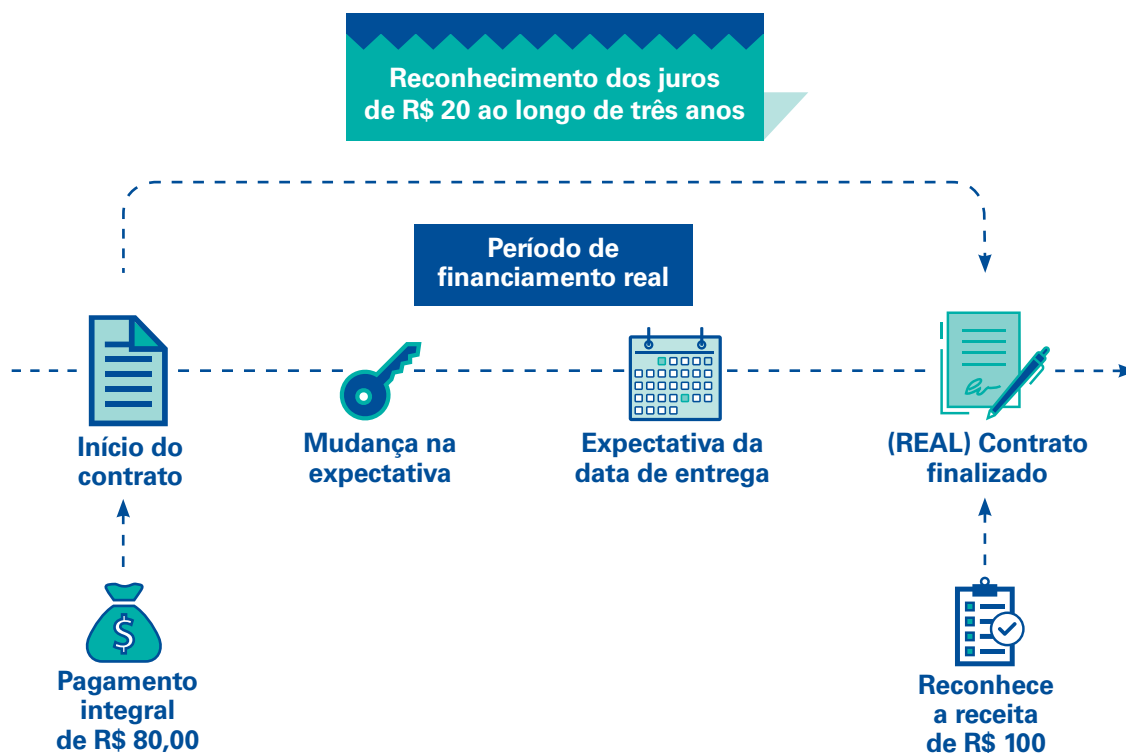 Reconhecimento dos juros
de R$ 20 ao longo de três anos
Período de
financiamento real
Início do
contrato
Mudança na
expectativa
Expectativa da
data de entrega
(REAL) Contrato
finalizado
$
Pagamento
integral
de R$ 80,00
Reconhece
a receita
de R$ 100